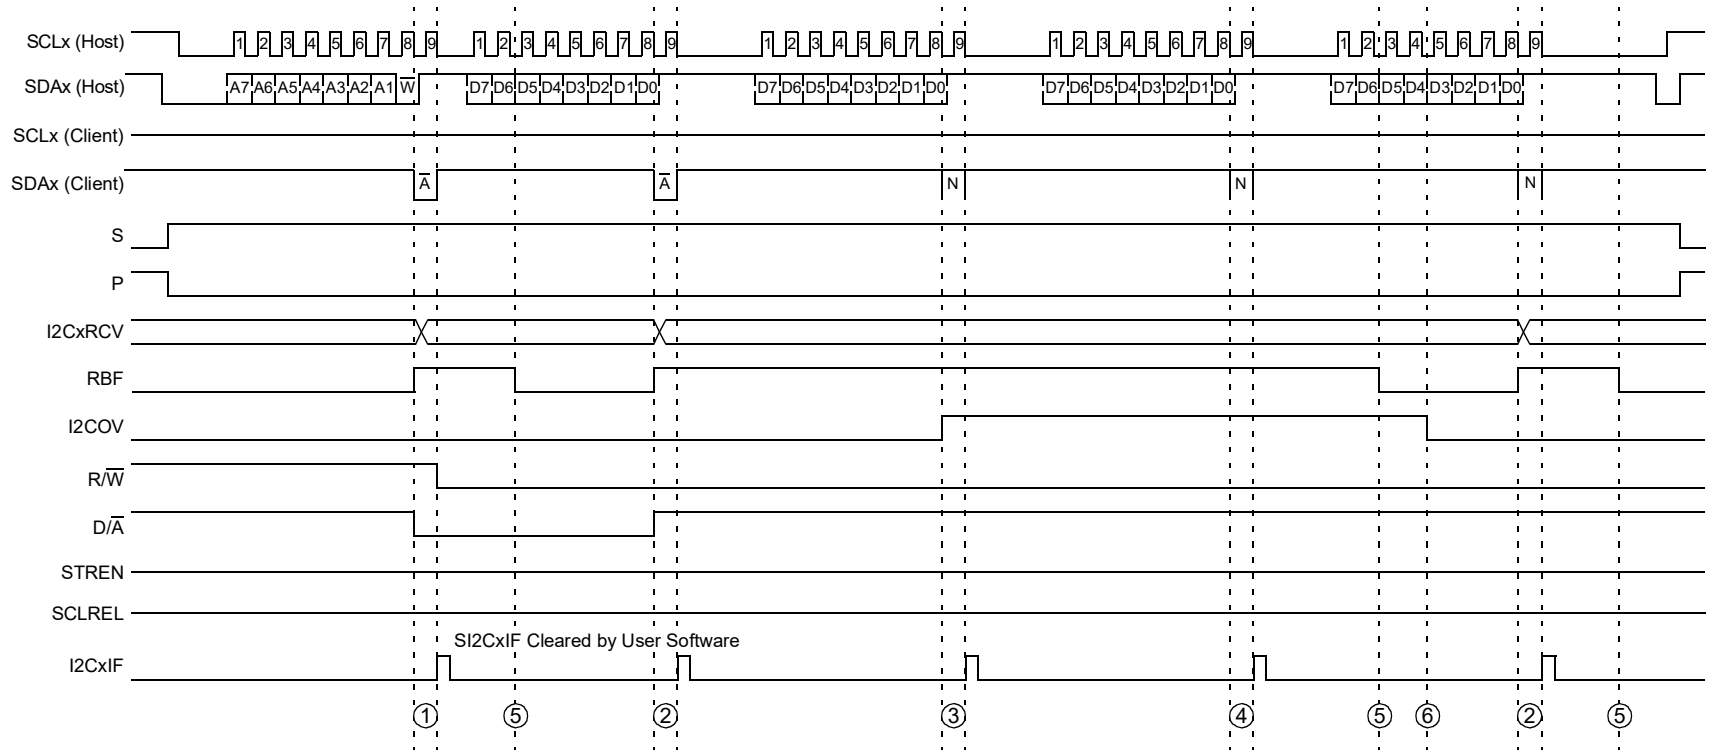 SCLx (Host) 1 2 3 4 5 6 7 8 9 1 2 3 4 5 6 7 8 9 1 2 3 4 5 6 7 8 9 1 2 3 4 5 6 7 8 9 1 2 3 4 5 6 7 8 9
SDAx (Host) A7 A6 A5 A4 A3 A2 A1 W̅ D7 D6 D5 D4 D3 D2 D1 D0 D7 D6 D5 D4 D3 D2 D1 D0 D7 D6 D5 D4 D3 D2 D1 D0 D7 D6 D5 D4 D3 D2 D1 D0
SCLx (Client)
SDAx (Client) A̅ A̅ N N N
S
P
I2CxRCV
RBF
I2COV
R/W̅
D/A̅
STREN
SCLREL
SI2CxIF Cleared by User Software
I2CxIF
① ⑤ ② ③ ④ ⑤ ⑥ ② ⑤